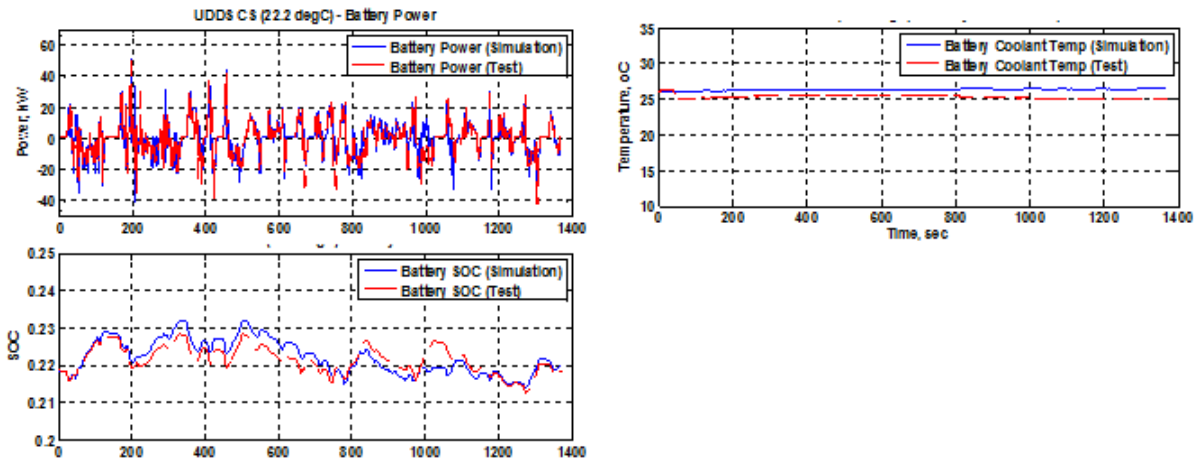 UDDS CS (22.2 degC) - Battery Power
Battery Power (Simulation)
Battery Power (Test)
Power, kW
60
40
20
0
-20
-40
0 200 400 600 800 1000 1200 1400
Battery SOC (Simulation)
Battery SOC (Test)
SOC
0.25
0.24
0.23
0.22
0.21
0.2
0 200 400 600 800 1000 1200 1400
Battery Coolant Temp (Simulation)
Battery Coolant Temp (Test)
Temperature, oC
35
30
25
20
15
10
0 200 400 600 800 1000 1200 1400
Time, sec